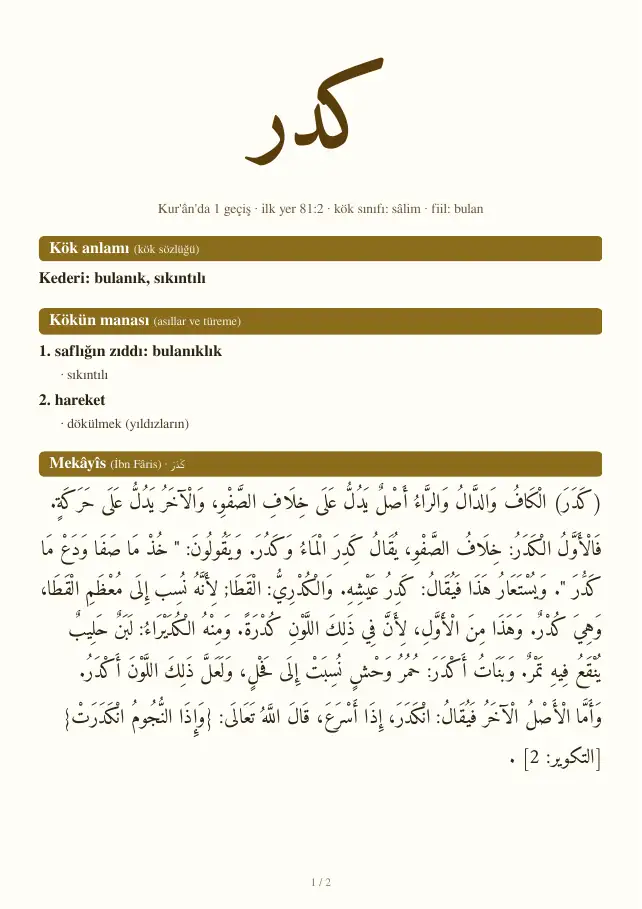 كدر
Kur'ân'da 1 geçiş · ilk yer 81:2 · kök sınıfı: sâlim · fiil: bulan
Kök anlamı (kök sözlüğü)
Kederi: bulanık, sıkıntılı
Kökün manası (asıllar ve türeme)
1. saflığın zıddı: bulanıklık
· sıkıntılı
2. hareket
· dökülmek (yıldızların)
Mekâyîs (İbn Fâris) · كَدَرَ
(كَدَرَ) الْكَافُ وَالدَّالُ وَالرَّاءُ أَصْلٌ يَدُلُّ عَلَى خِلَافِ الصَّفْوِ، وَالْآخَرُ يَدُلُّ عَلَى حَرَكَةٍ.
فَالْأَوَّلُ الْكَدَرُ: خِلَافُ الصَّفْوِ، يُقَالُ كَدِرَ الْمَاءُ وَكَدُرَ. وَيَقُولُونَ: " خُذْ مَا صَفَا وَدَعْ مَا
كَدُرَ ". وَيُسْتَعَارُ هَذَا فَيُقَالُ: كَدِرُ عَيْشِهِ. وَالْكُدْرِيُّ: الْقَطَا; لِأَنَّهُ نُسِبَ إِلَى مُعْظَمِ الْقَطَا،
وَهِيَ كُدْرٌ. وَهَذَا مِنَ الْأَوَّلِ، لِأَنَّ فِي ذَلِكَ اللَّوْنِ كُدْرَةً. وَمِنْهُ الْكُدَيْرَاءُ: لَبَنٌ حَلِيبٌ
يُنْقَعُ فِيهِ تَمْرٌ. وَبَنَاتُ أَكْدَرَ: حُمُرُ وَحْشٍ نُسِبَتْ إِلَى فَحْلٍ، وَلَعَلَّ ذَلِكَ اللَّوْنَ أَكْدَرُ.
وَأَمَّا الْأَصْلُ الْآخَرُ فَيُقَالُ: انْكَدَرَ، إِذَا أَسْرَعَ، قَالَ اللَّهُ تَعَالَى: {وَإِذَا النُّجُومُ انْكَدَرَتْ}
[التكوير: 2] .
1 / 2